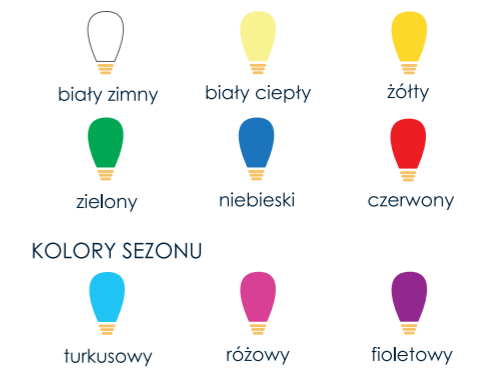 biały zimny
biały ciepły
żółty
zielony
niebieski
czerwony
KOLORY SEZONU
turkusowy
różowy
fioletowy